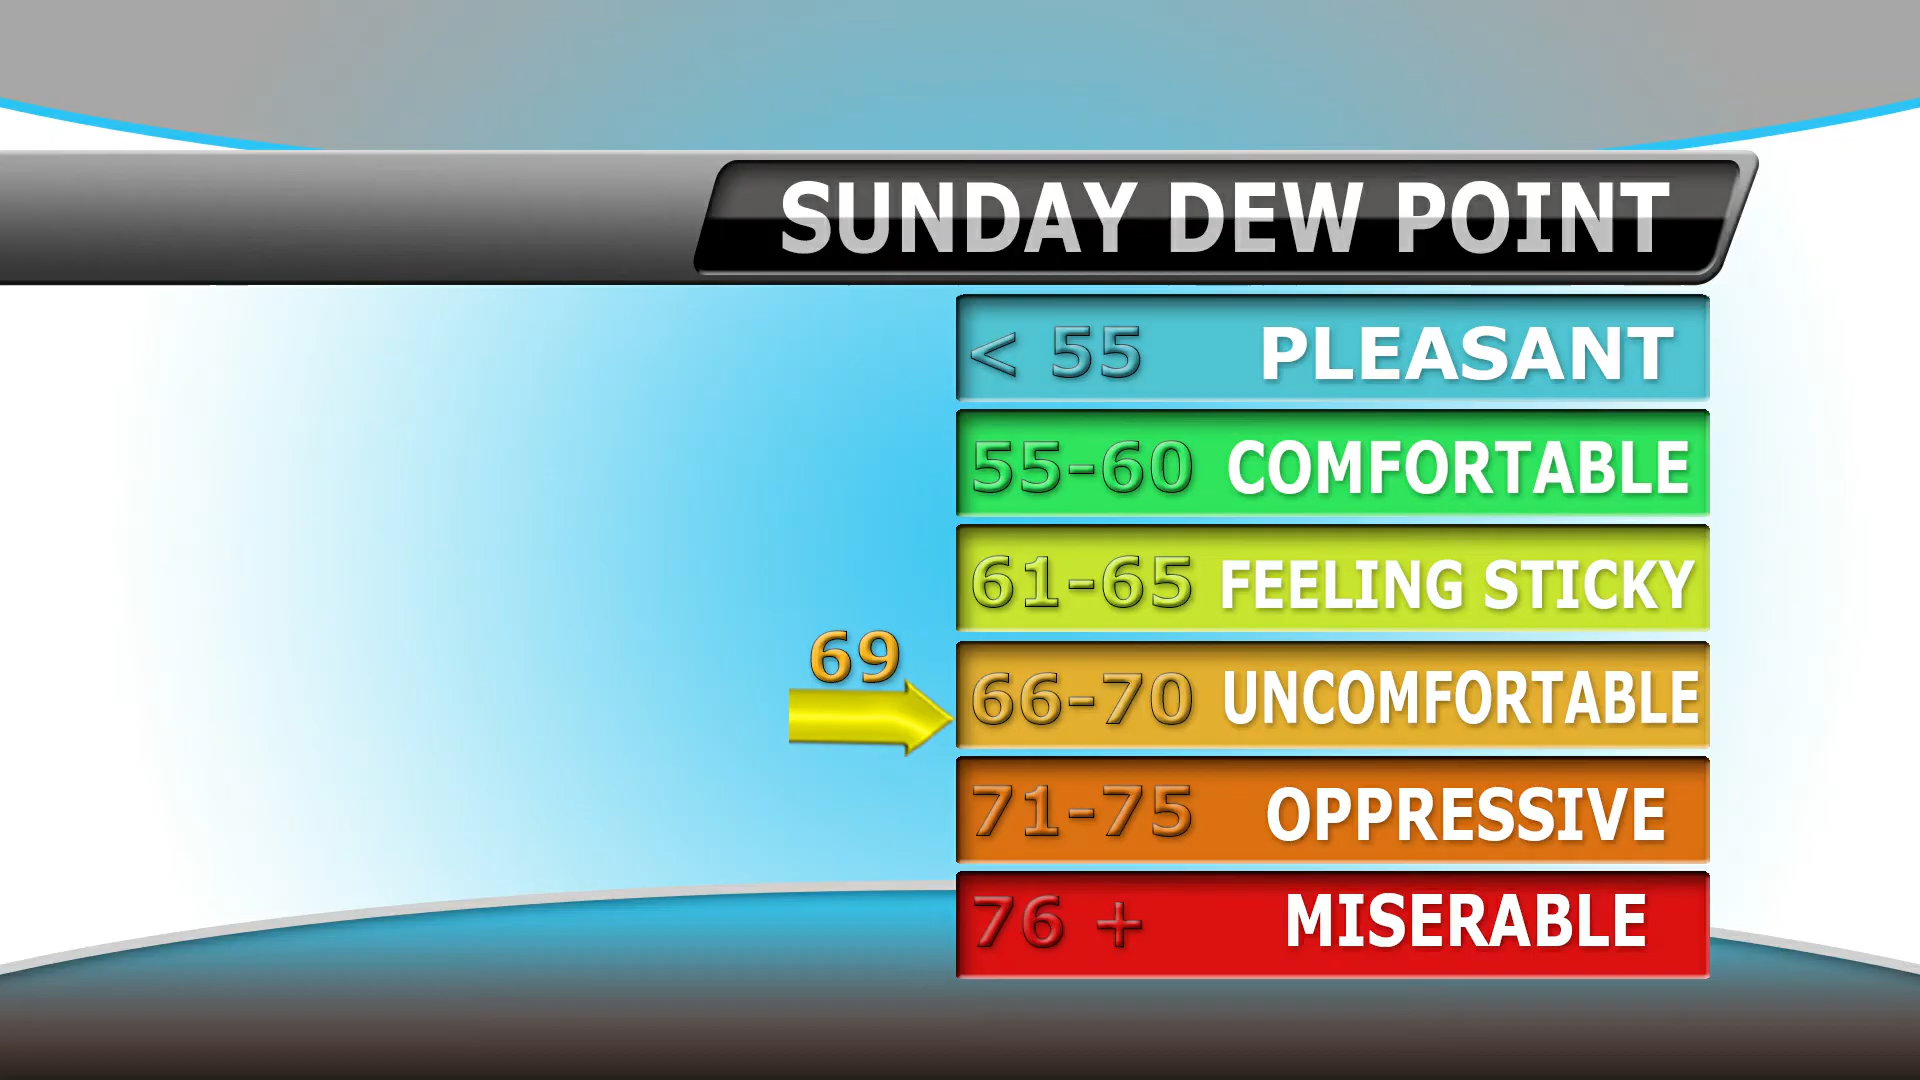 SUNDAY DEW POINT
< 55 PLEASANT
55-60 COMFORTABLE
61-65 FEELING STICKY
69
66-70 UNCOMFORTABLE
71-75 OPPRESSIVE
76 + MISERABLE